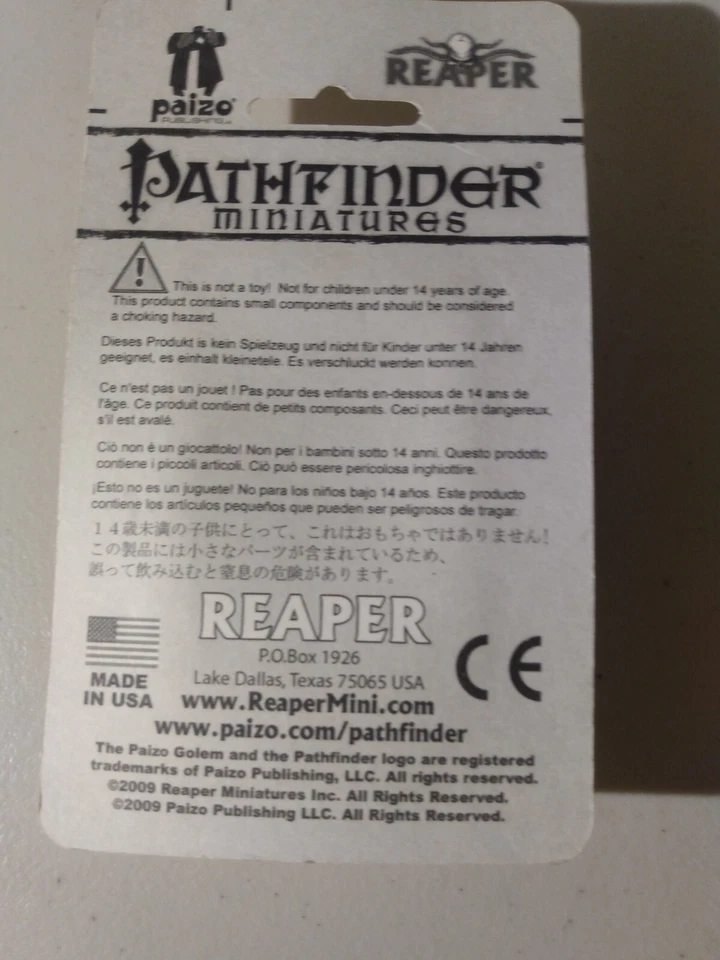 paizo
PUBLISHING
REAPER
PATHFINDER®
MINIATURES
This is not a toy! Not for children under 14 years of age.
This product contains small components and should be considered
a choking hazard.
Dieses Produkt is kein Spielzeug und nicht für Kinder unter 14 Jahren
geeignet, es einhalt kleineteile. Es verschluckt werden konnen.
Ce n'est pas un jouet ! Pas pour des enfants en-dessous de 14 ans de
l'âge. Ce produit contient de petits composants. Ceci peut être dangereux,
s'il est avalé.
Ciò non è un giocattolo! Non per i bambini sotto 14 anni. Questo prodotto
contiene i piccoli articoli. Ciò può essere pericolosa inghiottire.
¡Esto no es un juguete! No para los niños bajo 14 años. Este producto
contiene los artículos pequeños que pueden ser peligrosos de tragar.
14歳未満の子供にとって、これはおもちゃではありません!
この製品には小さなパーツが含まれているため、
誤って飲み込むと窒息の危険があります。
REAPER
P.O.Box 1926
Lake Dallas, Texas 75065 USA
MADE
IN USA
CE
www.ReaperMini.com
www.paizo.com/pathfinder
The Paizo Golem and the Pathfinder logo are registered
trademarks of Paizo Publishing, LLC. All rights reserved.
©2009 Reaper Miniatures Inc. All Rights Reserved.
©2009 Paizo Publishing LLC. All Rights Reserved.